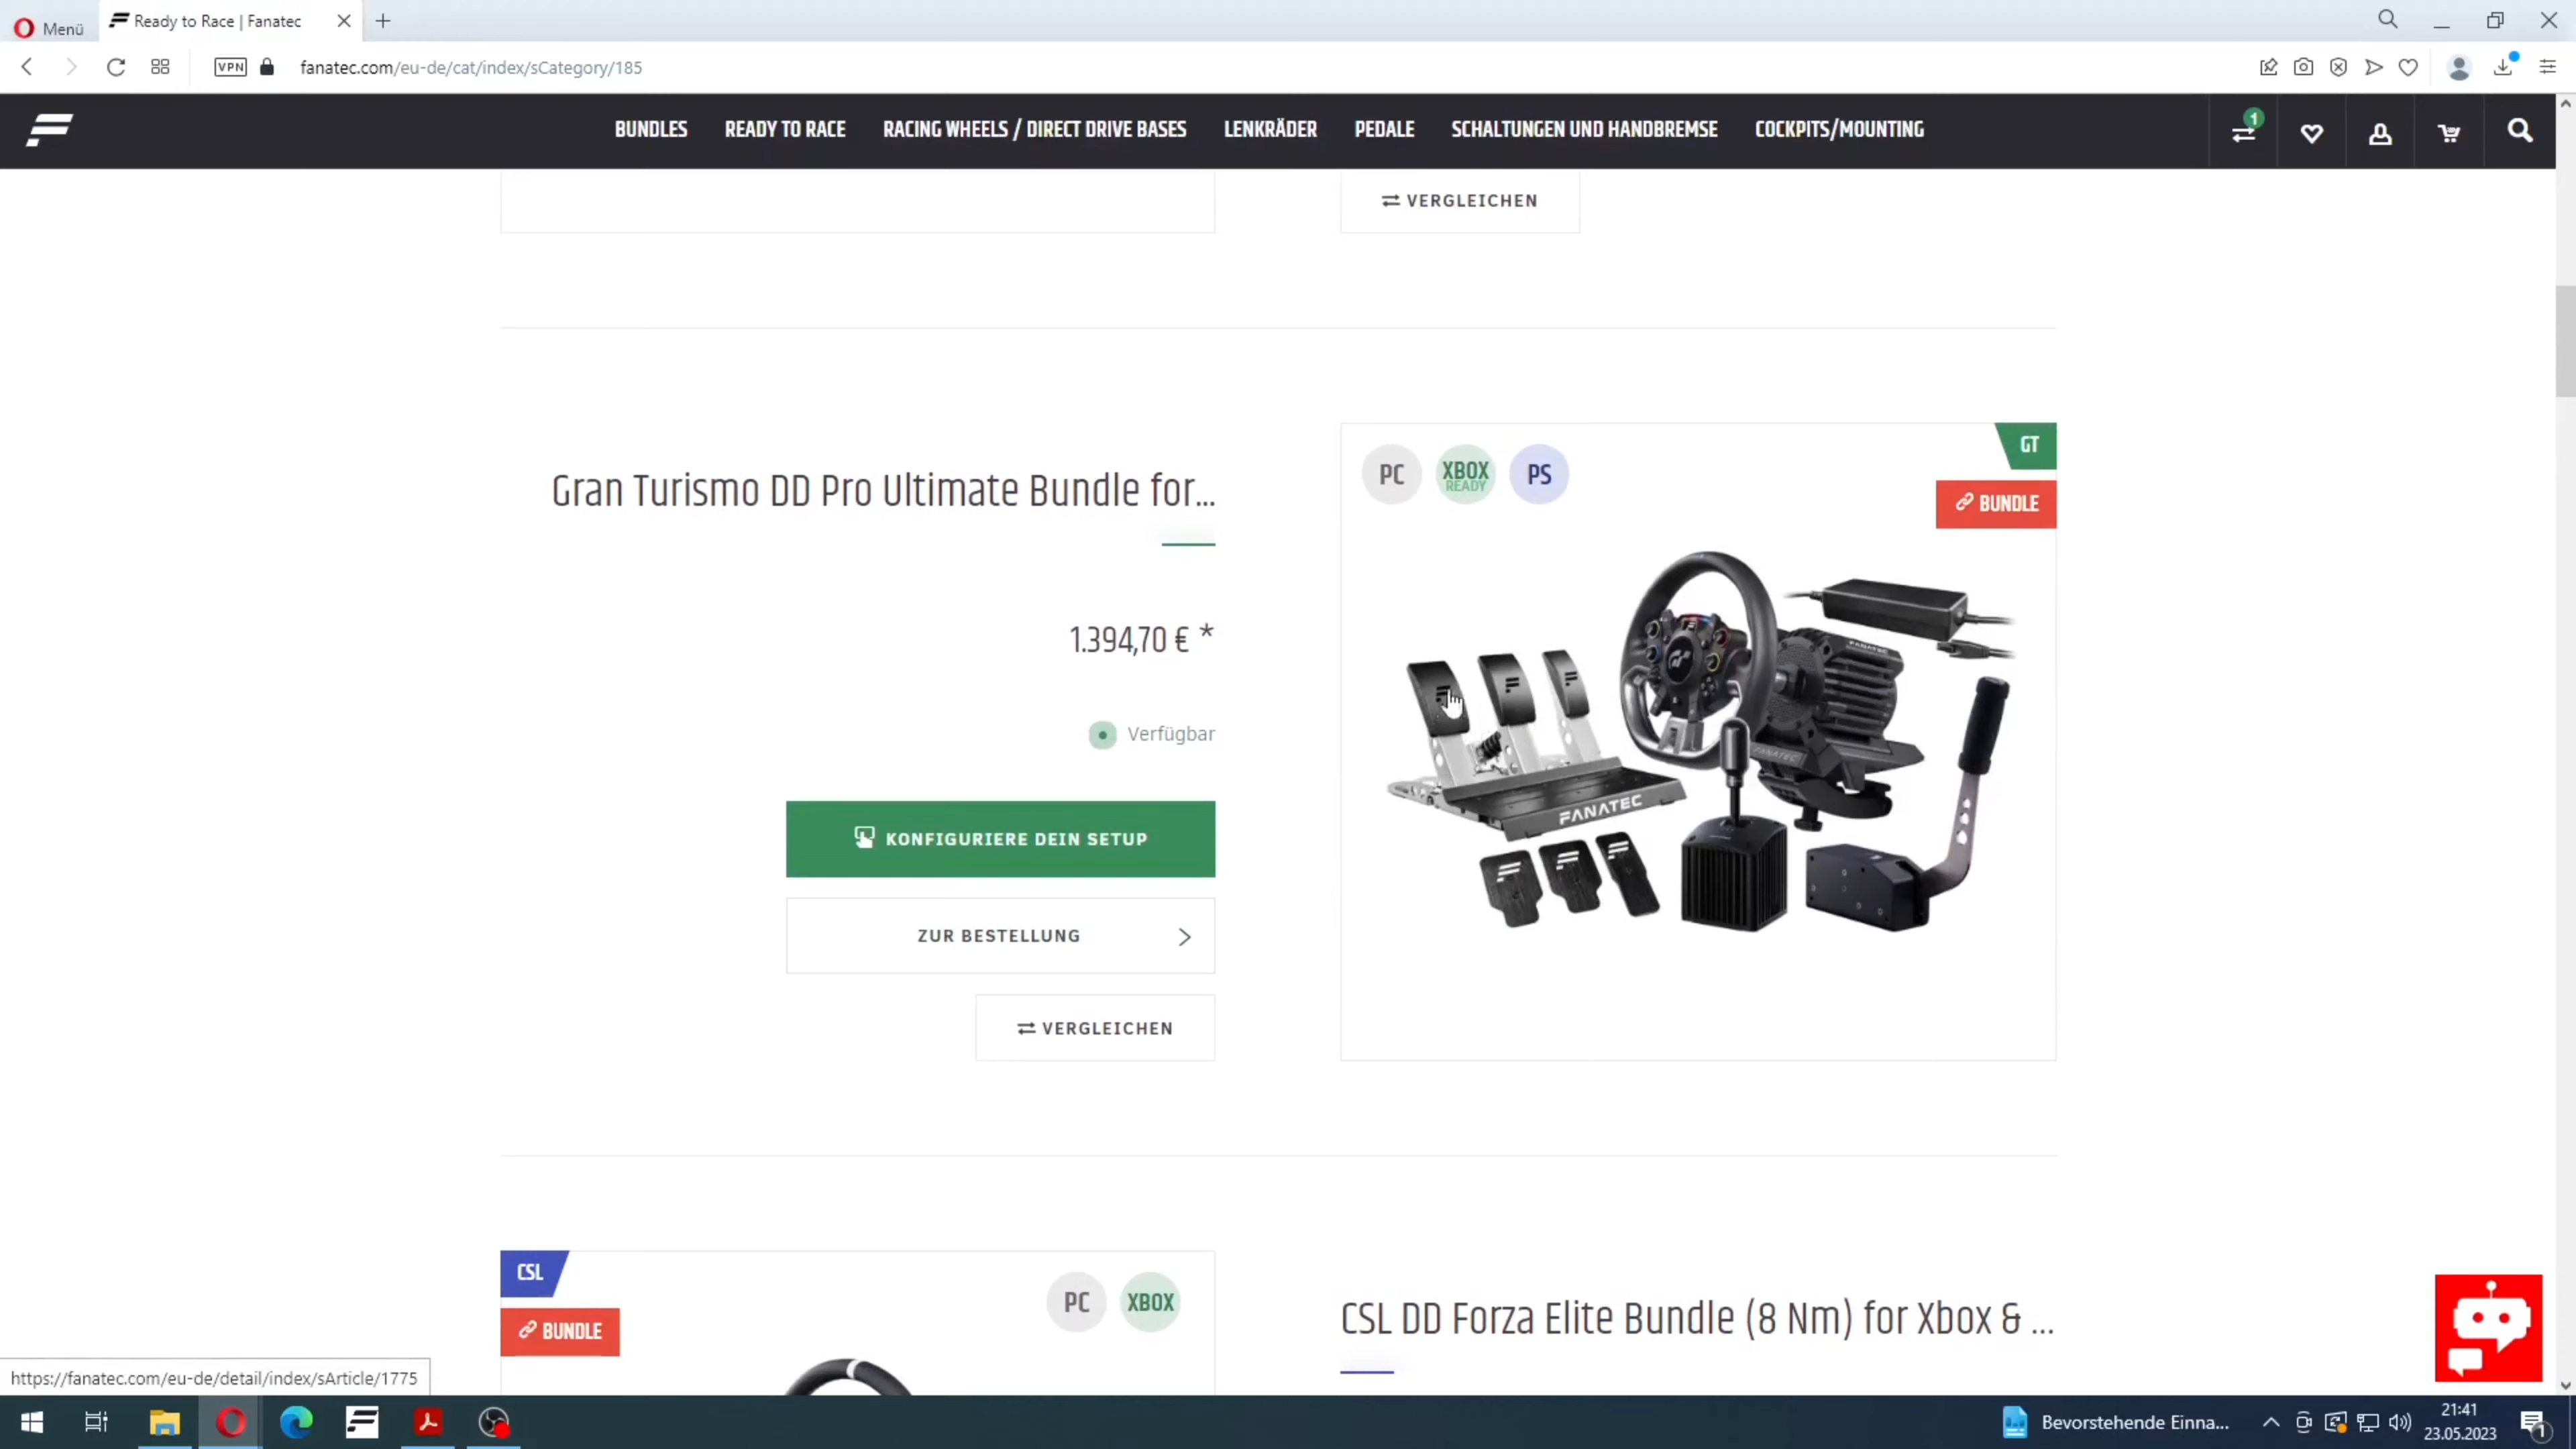 Menü
Ready to Race | Fanatec
VPN
fanatec.com/eu-de/cat/index/sCategory/185
BUNDLES
READY TO RACE
RACING WHEELS / DIRECT DRIVE BASES
LENKRÄDER
PEDALE
SCHALTUNGEN UND HANDBREMSE
COCKPITS/MOUNTING
1
VERGLEICHEN
Gran Turismo DD Pro Ultimate Bundle for...
1.394,70 € *
Verfügbar
KONFIGURIERE DEIN SETUP
ZUR BESTELLUNG
VERGLEICHEN
PC
XBOX
READY
PS
GT
BUNDLE
FANATEC
FANATEC
FANATEC
CSL
BUNDLE
PC
XBOX
CSL DD Forza Elite Bundle (8 Nm) for Xbox & ...
https://fanatec.com/eu-de/detail/index/sArticle/1775
Bevorstehende Einna...
21:41
23.05.2023
1